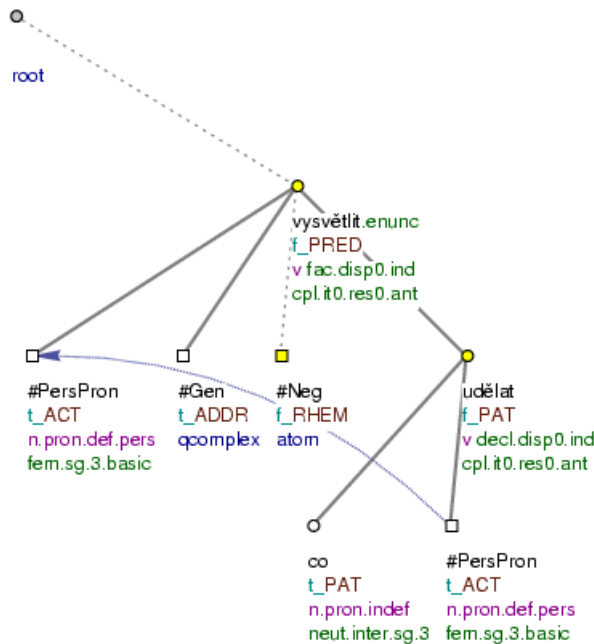 root
vysvětlit.enunc
f_PRED
v fac.disp0.ind
cpl.it0.res0.ant
#PersPron
t_ACT
n.pron.def.pers
fem.sg.3.basic
#Gen
t_ADDR
qcomplex
#Neg
f_RHEM
atom
udělat
f_PAT
v decl.disp0.ind
cpl.it0.res0.ant
co
t_PAT
n.pron.indef
neut.inter.sg.3
#PersPron
t_ACT
n.pron.def.pers
fem.sg.3.basic